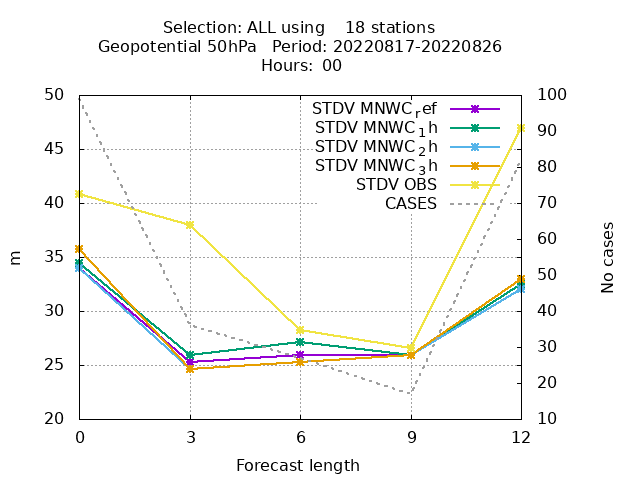 Selection: ALL using    18 stations
Geopotential 50hPa   Period: 20220817-20220826
Hours: 00
STDV MNWC_ref
STDV MNWC_1h
STDV MNWC_2h
STDV MNWC_3h
STDV OBS
CASES
50
45
40
35
30
25
20
m
100
90
80
70
60
50
40
30
20
10
No cases
0 3 6 9 12
Forecast length